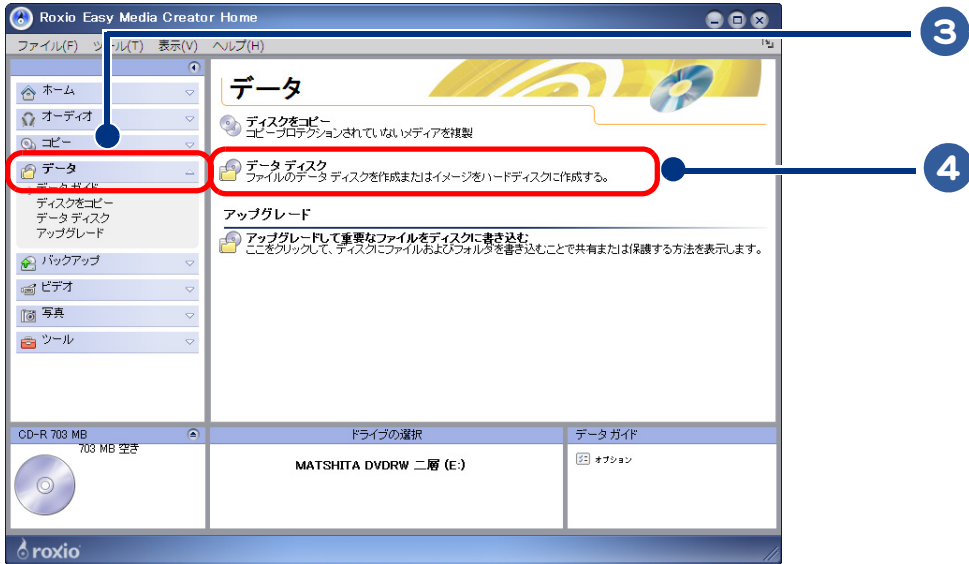 Roxio Easy Media Creator Home
ファイル(F) ツール(T) 表示(V) ヘルプ(H)
3
ホーム
オーディオ
コピー
データ
データガイド
ディスクをコピー
データ ディスク
アップグレード
バックアップ
ビデオ
写真
ツール
データ
ディスクをコピー
コピープロテクションされていないメディアを複製
データ ディスク
ファイルのデータ ディスクを作成またはイメージをハードディスクに作成する。
4
アップグレード
アップグレードして重要なファイルをディスクに書き込む
ここをクリックして、ディスクにファイルおよびフォルダを書き込むことで共有または保護する方法を表示します。
CD-R 703 MB
703 MB 空き
ドライブの選択
MATSHITA DVDRW 二層 (E:)
データガイド
オプション
roxio